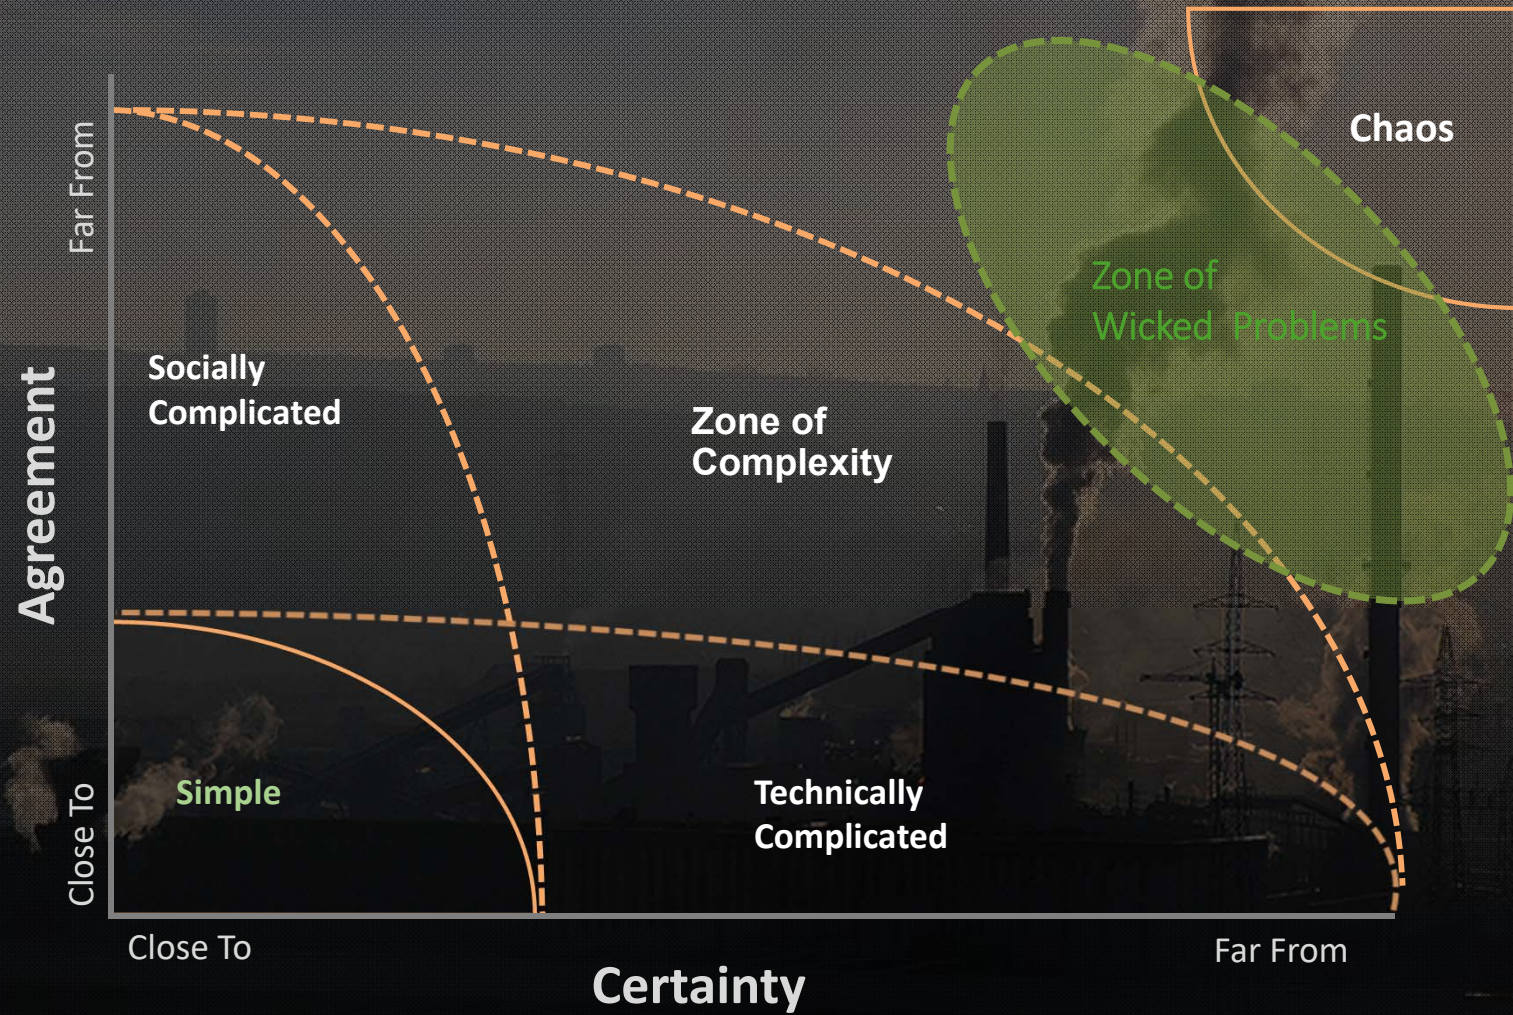 Chaos
Far From
Zone of
Wicked Problems
Socially
Complicated
Zone of
Complexity
Agreement
Simple
Technically
Complicated
Close To
Close To
Far From
Certainty